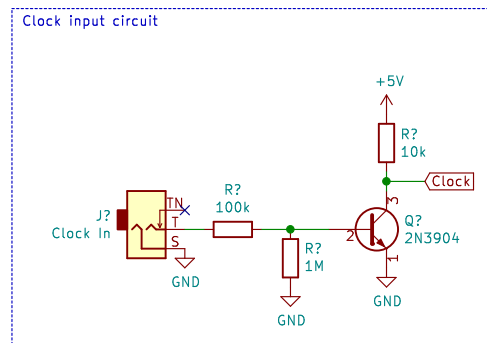 Clock input circuit
+5V
R?
10k
Clock
3
TN
R?
100k
J?
Clock In
T
S
Q?
2N3904
2
R?
1M
1
GND
GND
GND